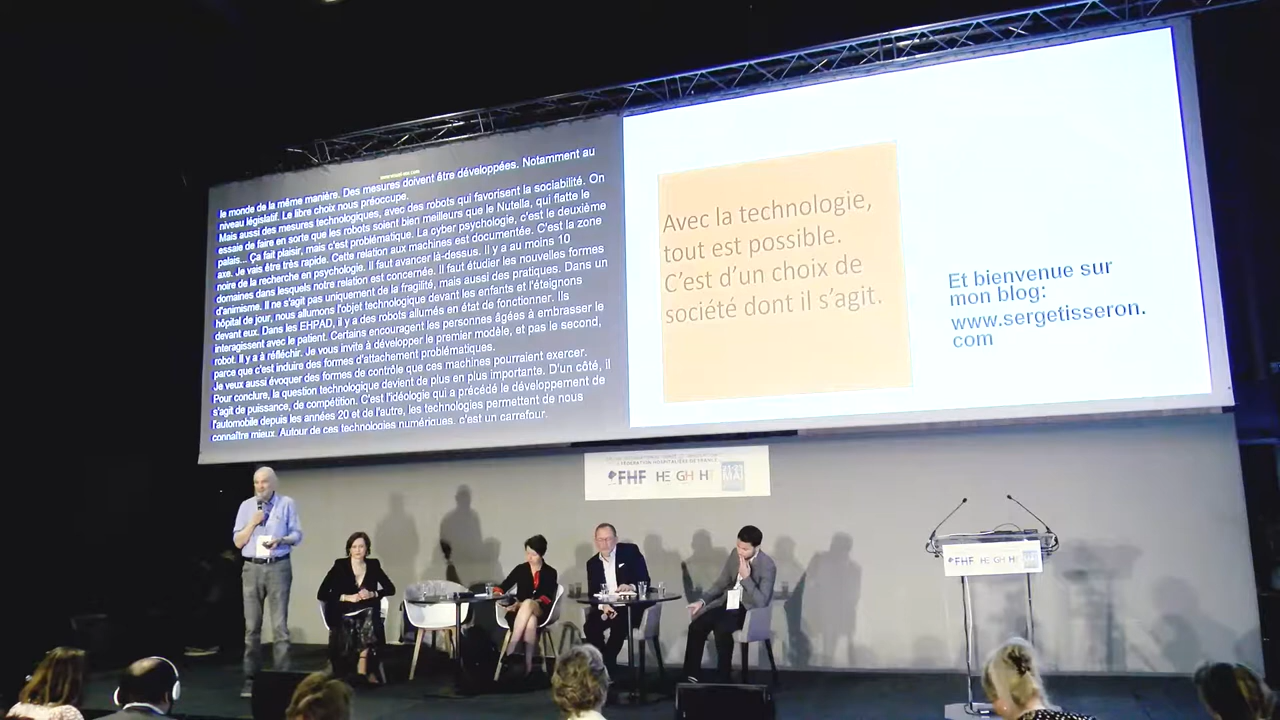 le monde de la même manière. Des mesures doivent être développées. Notamment au
niveau législatif. Le libre choix nous préoccupe.
Mais aussi des mesures technologiques, avec des robots qui favorisent la sociabilité. On
essaie de faire en sorte que les robots soient bien meilleurs que le Nutella, qui flatte le
palais... Ça fait plaisir, mais c'est problématique. La cyber psychologie, c'est le deuxième
axe. Je vais être très rapide. Cette relation aux machines est documentée. C'est la zone
noire de la recherche en psychologie. Il faut avancer là-dessus. Il y a au moins 10
domaines dans lesquels notre relation est concernée. Il faut étudier les nouvelles formes
d'animisme. Il ne s'agit pas uniquement de la fragilité, mais aussi des pratiques. Dans un
hôpital de jour, nous allumons l'objet technologique devant les enfants et l'éteignons
devant eux. Dans les EHPAD, il y a des robots allumés en état de fonctionner. Ils
interagissent avec le patient. Certains encouragent les personnes âgées à embrasser le
robot. Il y a à réfléchir. Je vous invite à développer le premier modèle, et pas le second,
parce que c'est induire des formes d'attachement problématiques.
Je veux aussi évoquer des formes de contrôle que ces machines pourraient exercer.
Pour conclure, la question technologique devient de plus en plus importante. D'un côté, il
s'agit de puissance, de compétition. C'est l'idéologie qui a précédé le développement de
l'automobile depuis les années 20 et de l'autre, les technologies permettent de nous
connaître mieux. Autour de ces technologies numériques, c'est un carrefour.
Avec la technologie,
tout est possible.
C'est d'un choix de
société dont il s'agit.
Et bienvenue sur
mon blog:
www.sergetisseron.
com
FHF HE GH H
MAI
FHF HE GH H